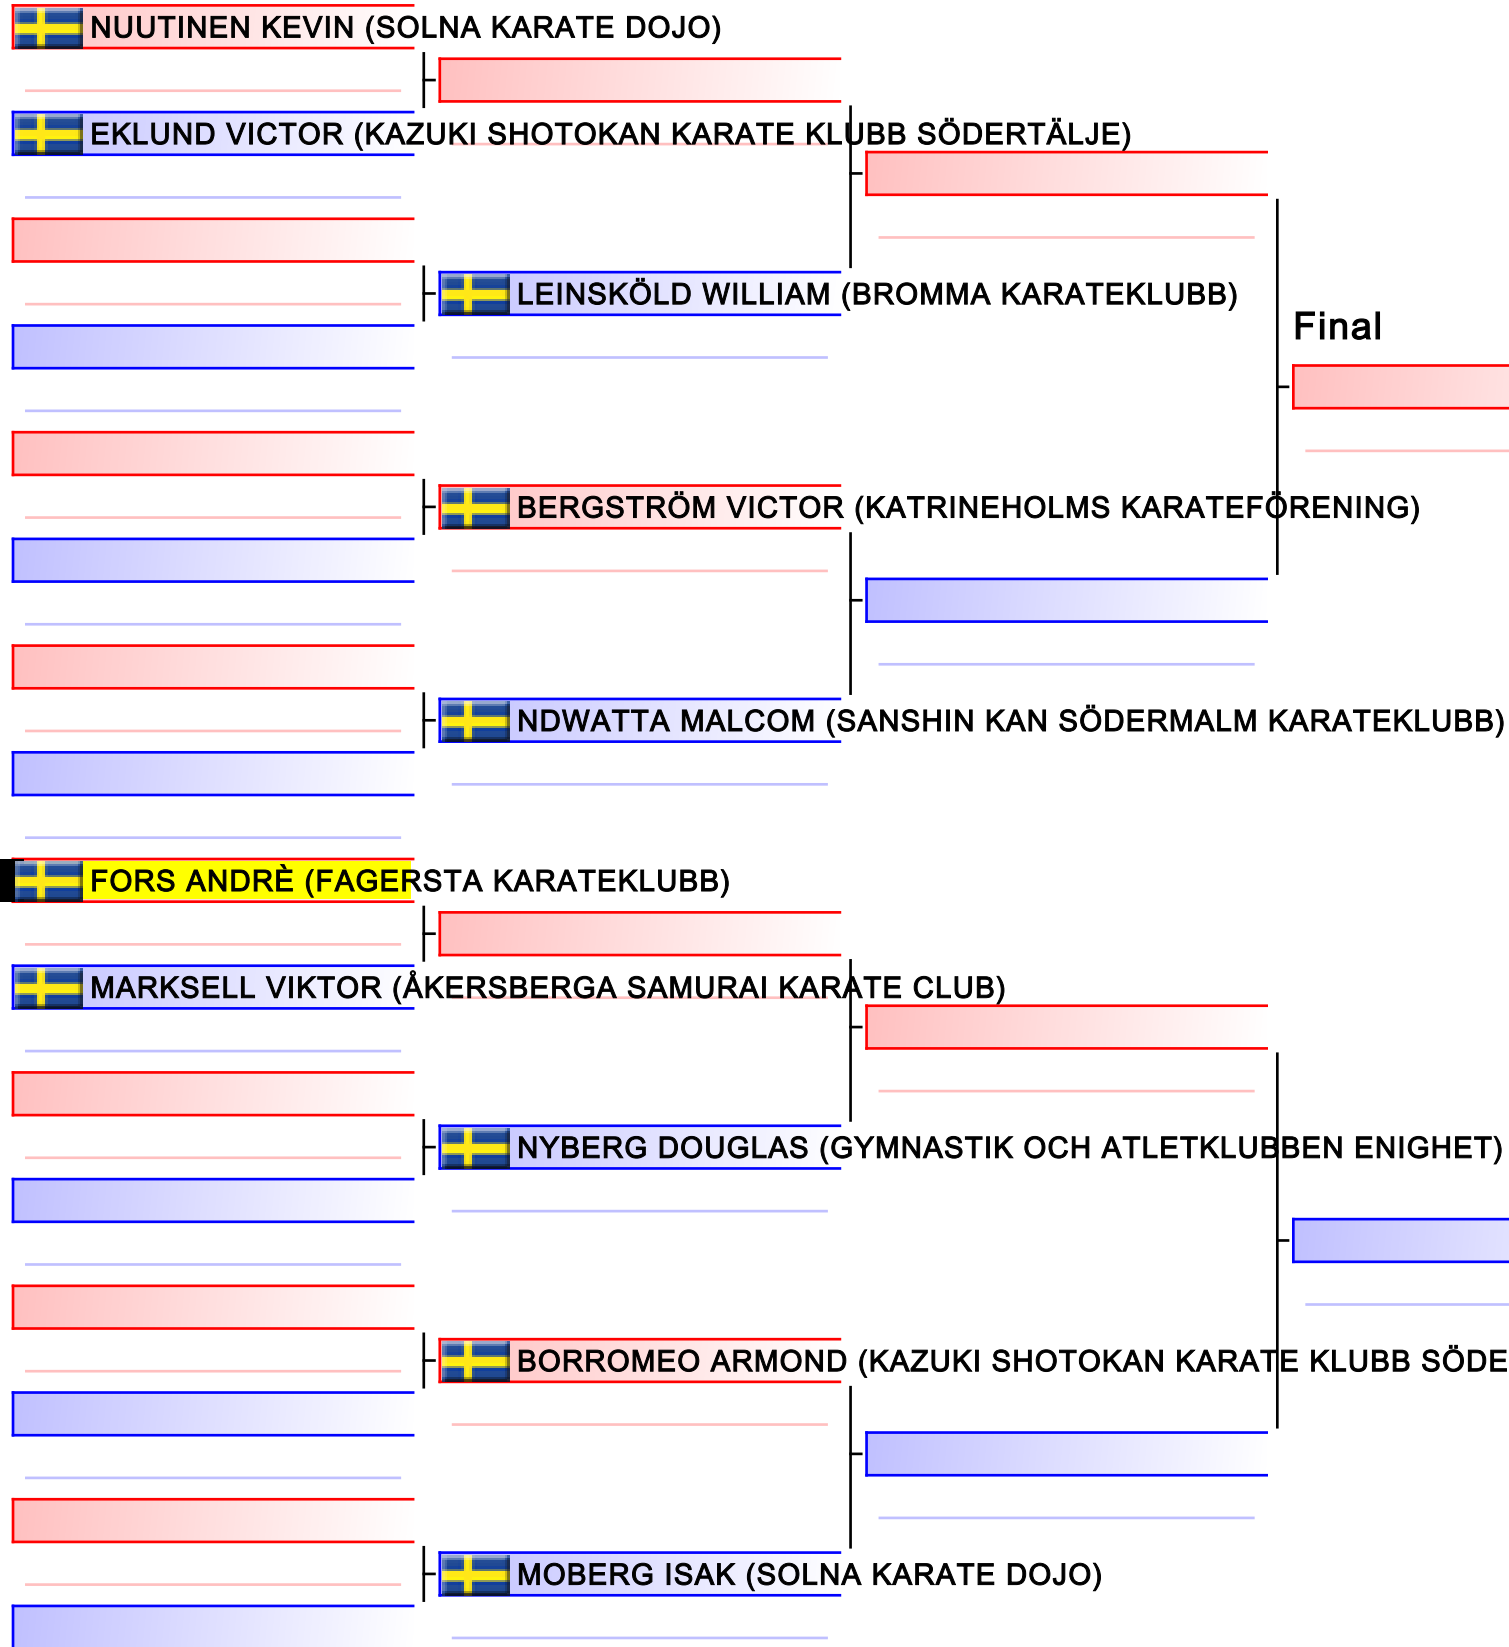 NUUTINEN KEVIN (SOLNA KARATE DOJO)
EKLUND VICTOR (KAZUKI SHOTOKAN KARATE KLUBB SÖDERTÄLJE)
LEINSKÖLD WILLIAM (BROMMA KARATEKLUBB)
Final
BERGSTRÖM VICTOR (KATRINEHOLMS KARATEFÖRENING)
NDWATTA MALCOM (SANSHIN KAN SÖDERMALM KARATEKLUBB)
FORS ANDRÈ (FAGERSTA KARATEKLUBB)
MARKSELL VIKTOR (ÅKERSBERGA SAMURAI KARATE CLUB)
NYBERG DOUGLAS (GYMNASTIK OCH ATLETKLUBBEN ENIGHET)
BORROMEO ARMOND (KAZUKI SHOTOKAN KARATE KLUBB SÖDE
MOBERG ISAK (SOLNA KARATE DOJO)